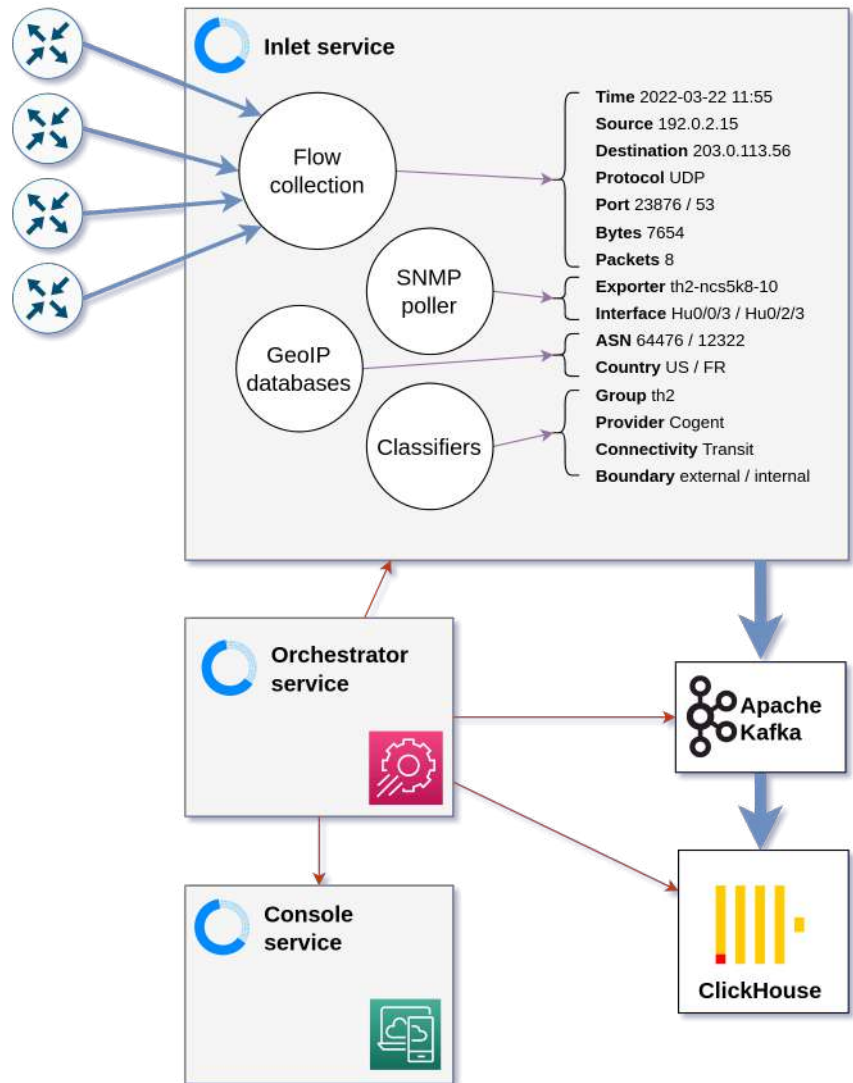 Inlet service
Flow
collection
Time 2022-03-22 11:55
Source 192.0.2.15
Destination 203.0.113.56
Protocol UDP
Port 23876 / 53
Bytes 7654
Packets 8
SNMP
poller
Exporter th2-ncs5k8-10
Interface Hu0/0/3 / Hu0/2/3
GeoIP
databases
ASN 64476 / 12322
Country US / FR
Classifiers
Group th2
Provider Cogent
Connectivity Transit
Boundary external / internal
Orchestrator
service
Apache
Kafka
Console
service
ClickHouse